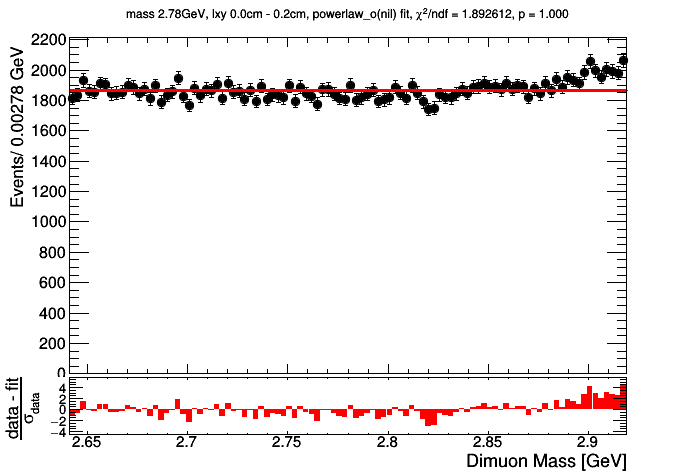 mass 2.78GeV, lxy 0.0cm - 0.2cm, powerlaw_o(nil) fit, χ²/ndf = 1.892612, p = 1.000
Events/ 0.00278 GeV
2200
2000
1800
1600
1400
1200
1000
800
600
400
200
0
data - fit
σdata
4
2
0
−2
−4
2.65 2.7 2.75 2.8 2.85 2.9
Dimuon Mass [GeV]